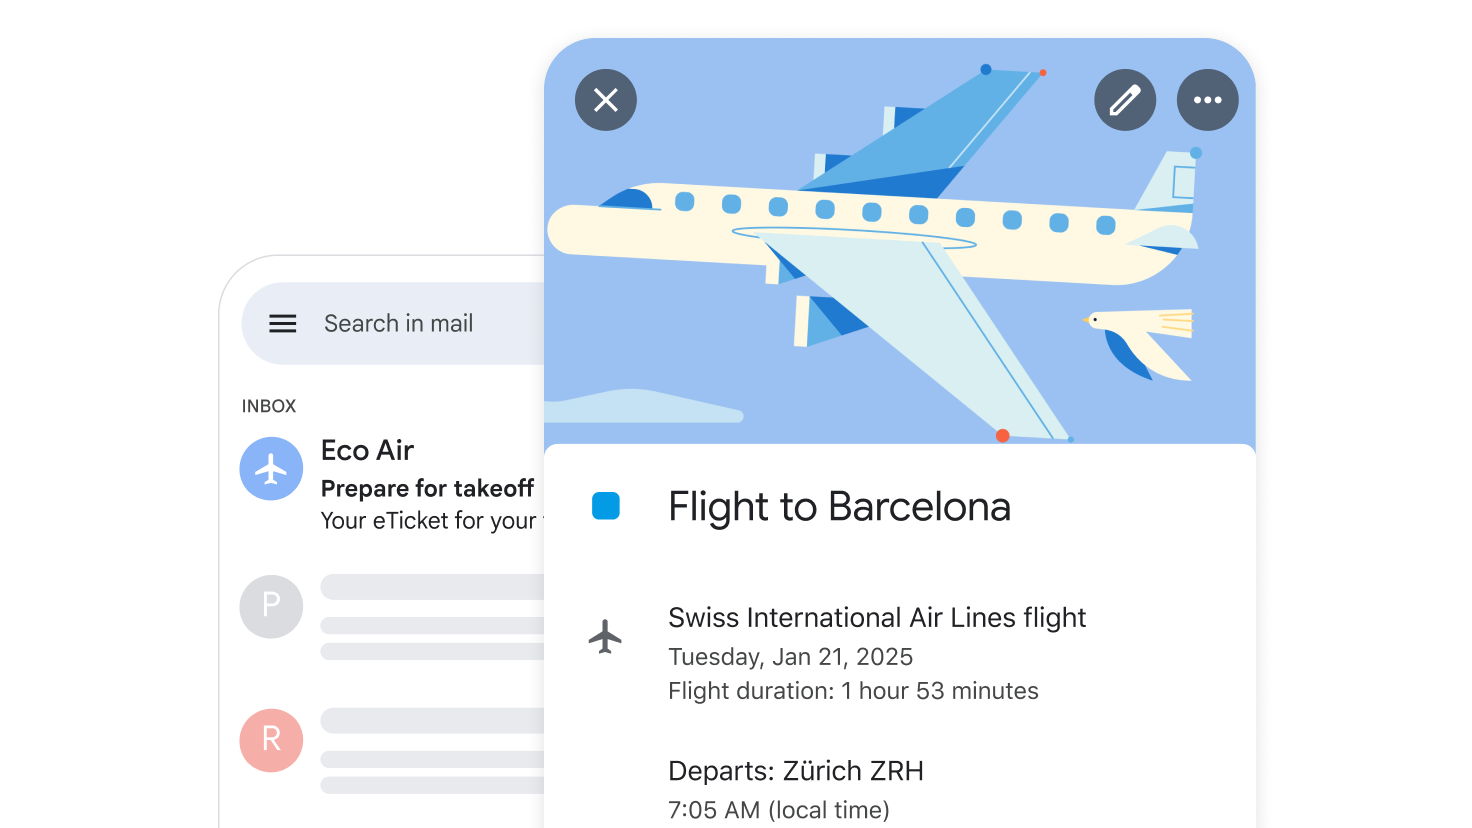 Search in mail
INBOX
Eco Air
Prepare for takeoff
Your eTicket for your
P
R
Flight to Barcelona
Swiss International Air Lines flight
Tuesday, Jan 21, 2025
Flight duration: 1 hour 53 minutes
Departs: Zürich ZRH
7:05 AM (local time)